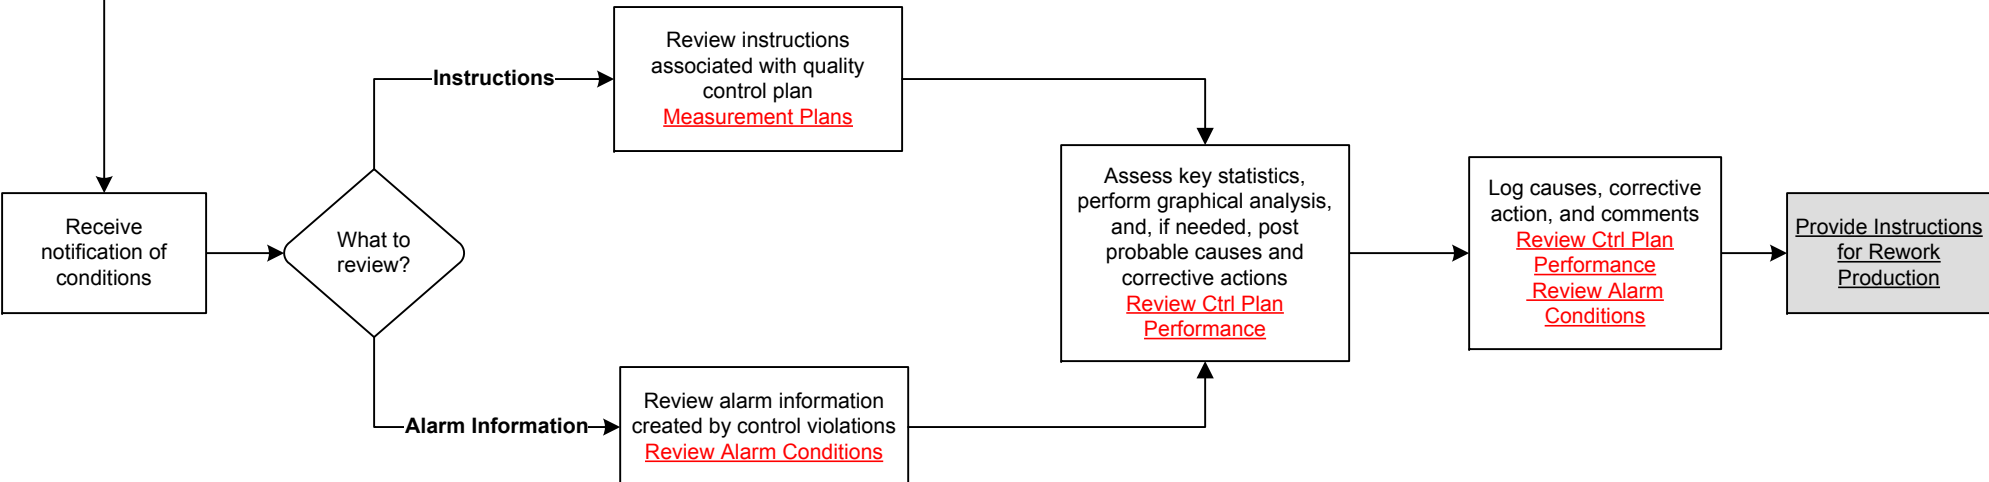 Receive
notification of
conditions
What to
review?
Instructions
Review instructions
associated with quality
control plan
Measurement Plans
Alarm Information
Review alarm information
created by control violations
Review Alarm Conditions
Assess key statistics,
perform graphical analysis,
and, if needed, post
probable causes and
corrective actions
Review Ctrl Plan
Performance
Log causes, corrective
action, and comments
Review Ctrl Plan
Performance
Review Alarm
Conditions
Provide Instructions
for Rework
Production